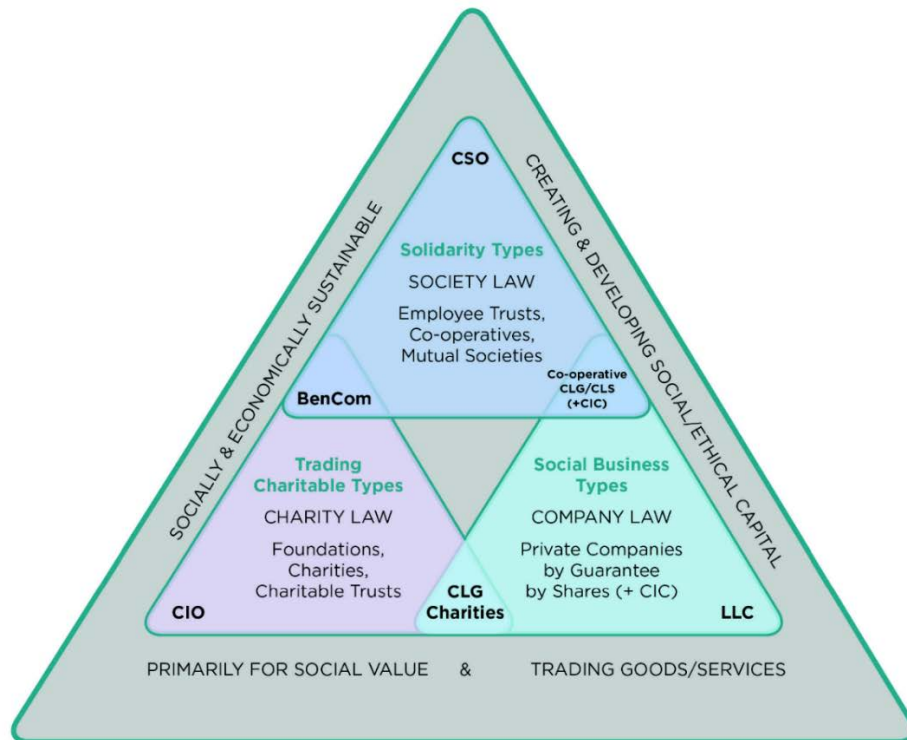 CSO
SOCIALLY & ECONOMICALLY SUSTAINABLE
CREATING & DEVELOPING SOCIAL/ETHICAL CAPITAL
Solidarity Types
SOCIETY LAW
Employee Trusts,
Co-operatives,
Mutual Societies
BenCom
Co-operative
CLG/CLS
(+CIC)
Trading
Charitable Types
CHARITY LAW
Foundations,
Charities,
Charitable Trusts
CIO
Social Business
Types
COMPANY LAW
Private Companies
by Guarantee
by Shares (+ CIC)
CLG
Charities
LLC
PRIMARILY FOR SOCIAL VALUE & TRADING GOODS/SERVICES